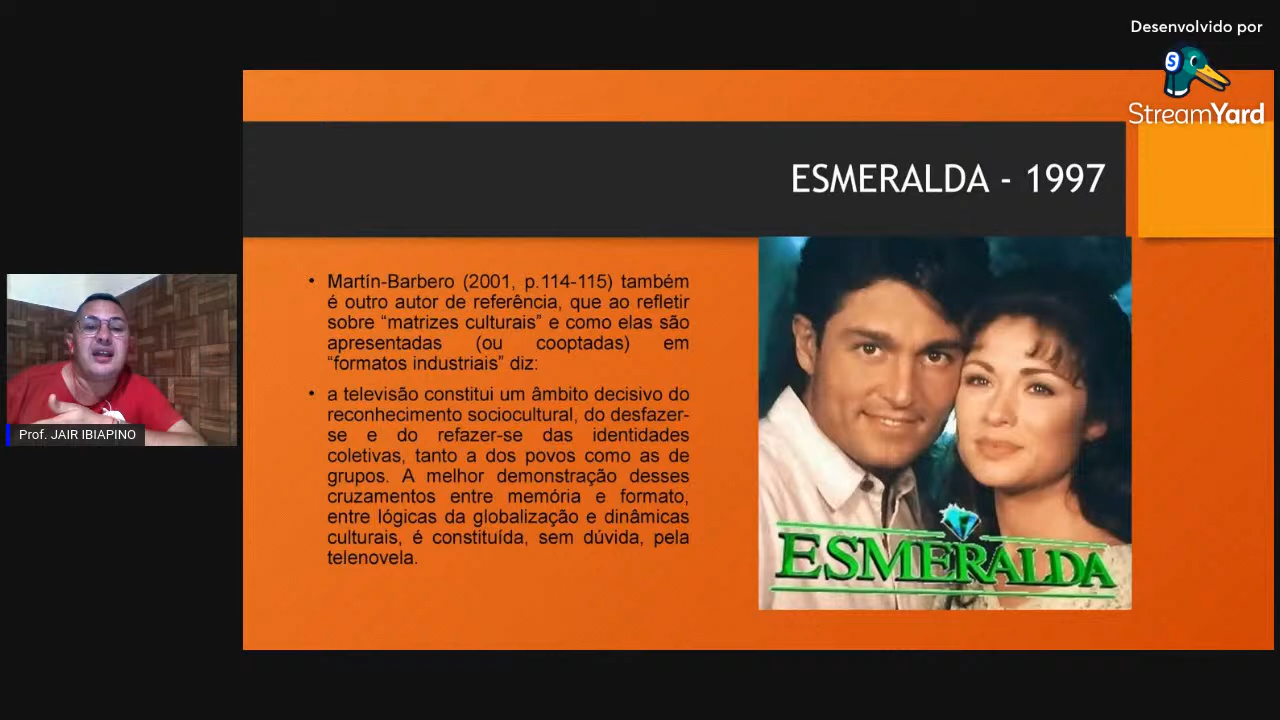 Desenvolvido por
StreamYard
ESMERALDA - 1997
• Martín-Barbero (2001, p.114-115) também
é outro autor de referência, que ao refletir
sobre “matrizes culturais” e como elas são
apresentadas (ou cooptadas) em
“formatos industriais” diz:
• a televisão constitui um âmbito decisivo do
reconhecimento sociocultural, do desfazer-
se e do refazer-se das identidades
coletivas, tanto a dos povos como as de
grupos. A melhor demonstração desses
cruzamentos entre memória e formato,
entre lógicas da globalização e dinâmicas
culturais, é constituída, sem dúvida, pela
telenovela.
ESMERALDA
Prof. JAIR IBIAPINO